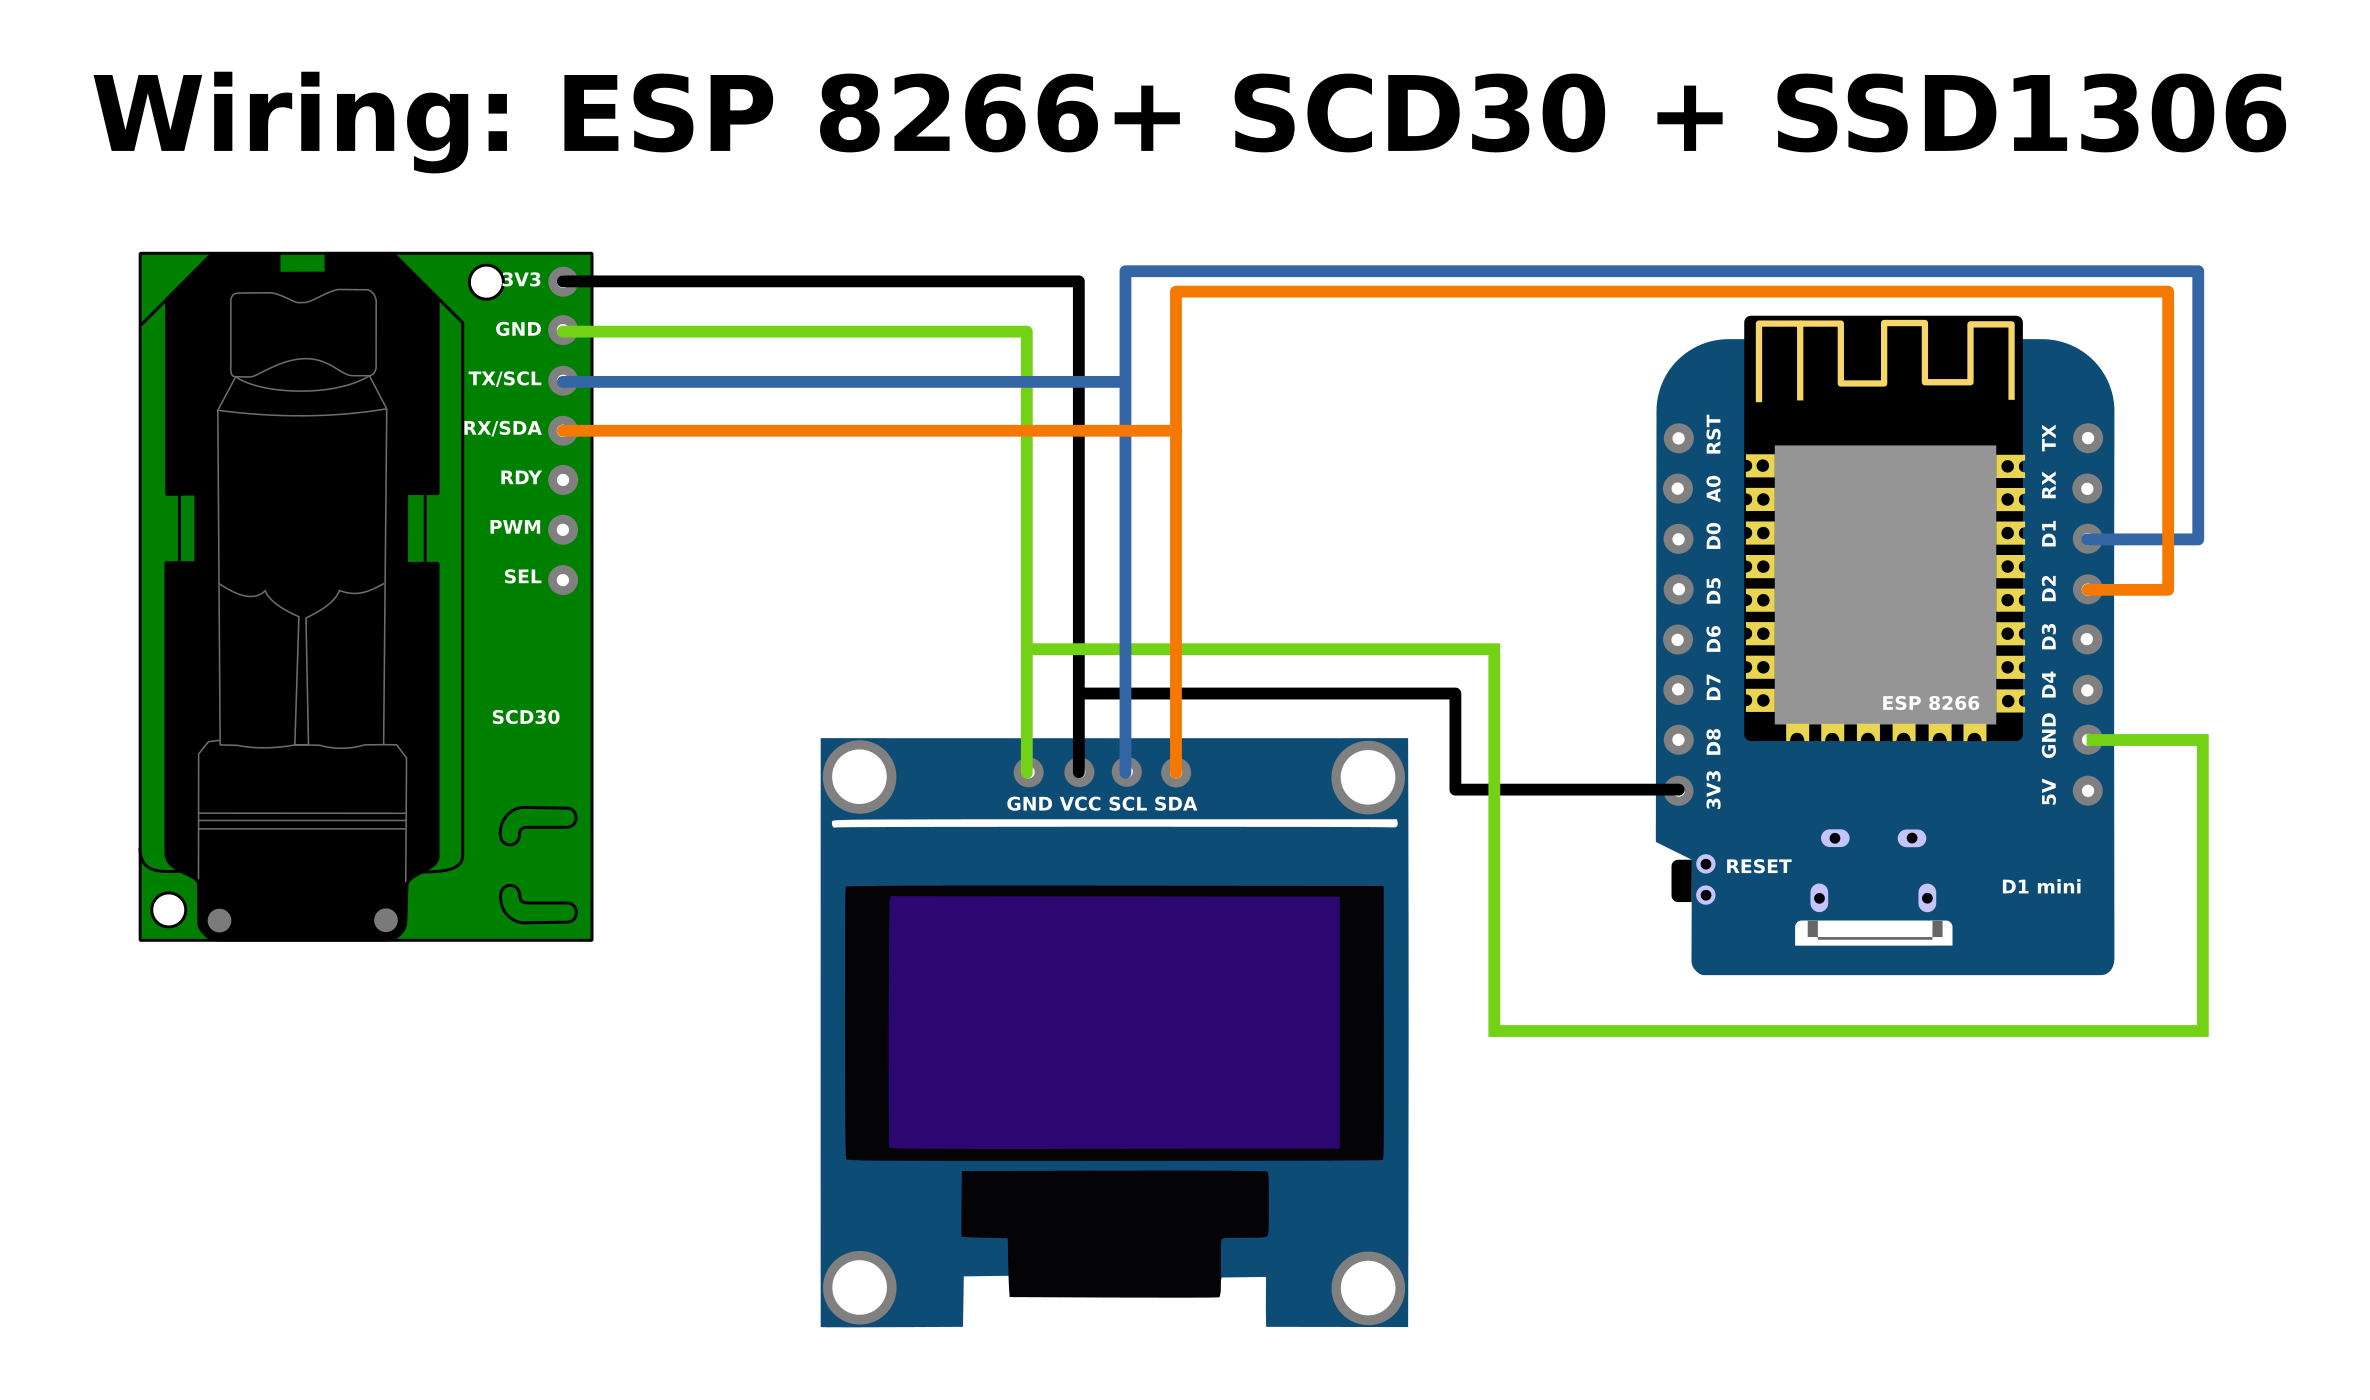 Wiring: ESP 8266+ SCD30 + SSD1306
3V3
GND
TX/SCL
RX/SDA
RDY
PWM
SEL
SCD30
GND VCC SCL SDA
RST
A0
D0
D5
D6
D7
D8
3V3
TX
RX
D1
D2
D3
D4
GND
5V
ESP 8266
RESET
D1 mini